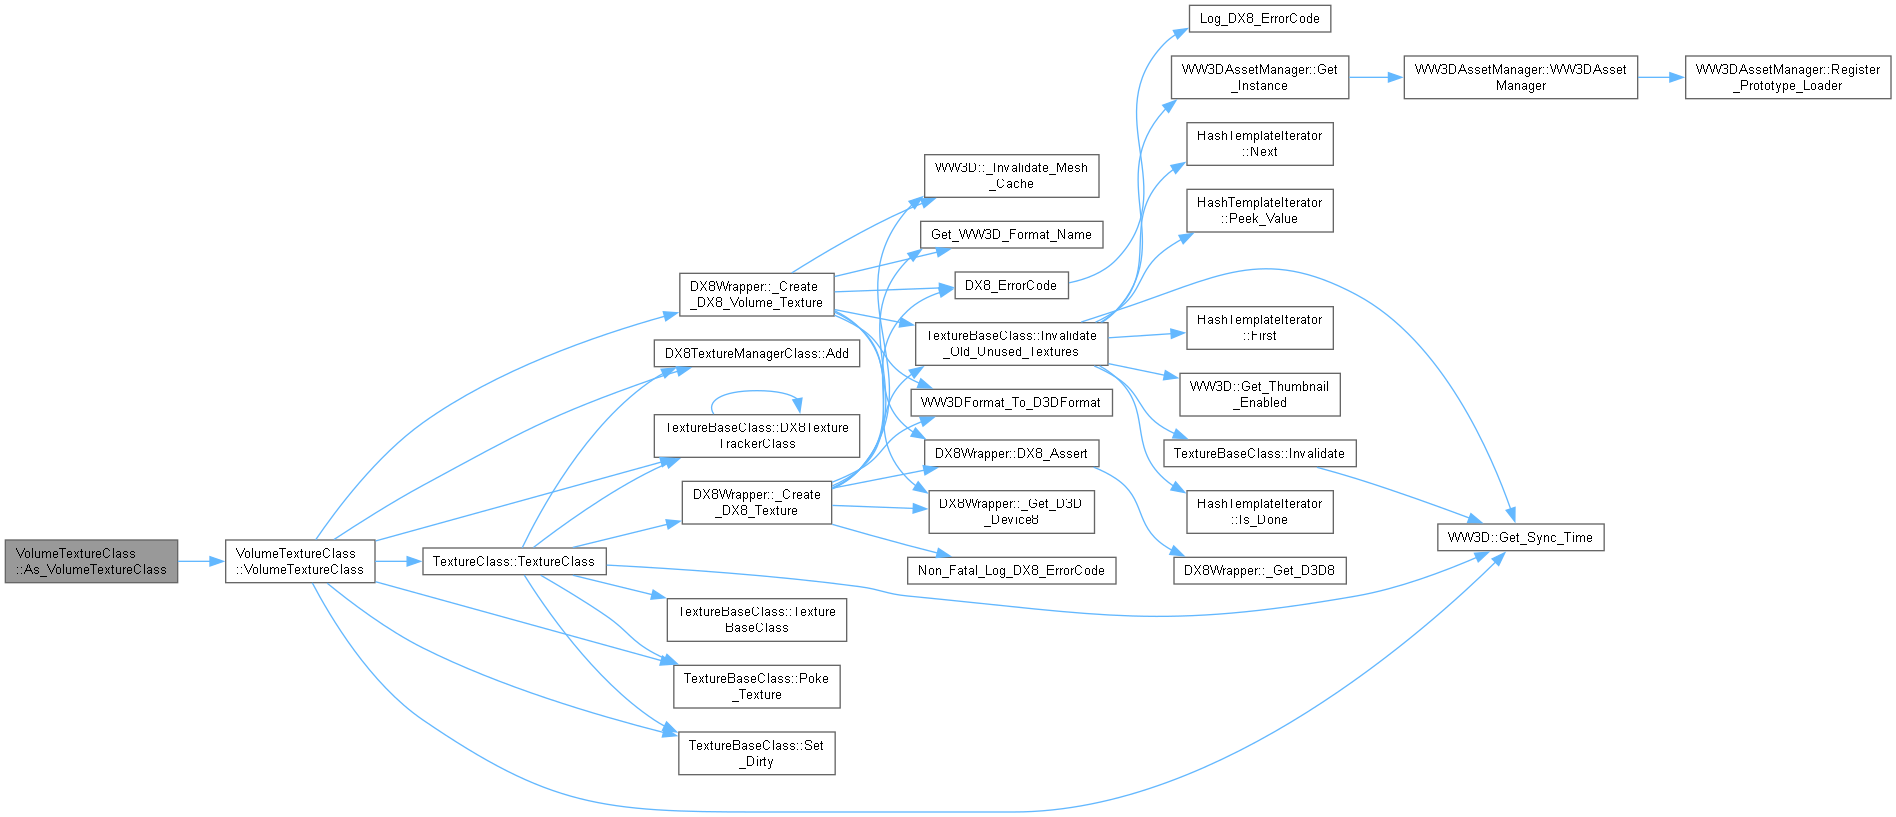 VolumeTextureClass
::As_VolumeTextureClass
VolumeTextureClass
::VolumeTextureClass
DX8Wrapper::_Create
_DX8_Volume_Texture
DX8TextureManagerClass::Add
TextureBaseClass::DX8Texture
TrackerClass
DX8Wrapper::_Create
_DX8_Texture
TextureClass::TextureClass
TextureBaseClass::Texture
BaseClass
TextureBaseClass::Poke
_Texture
TextureBaseClass::Set
_Dirty
WW3D::_Invalidate_Mesh
_Cache
Get_WW3D_Format_Name
DX8_ErrorCode
TextureBaseClass::Invalidate
_Old_Unused_Textures
WW3DFormat_To_D3DFormat
DX8Wrapper::DX8_Assert
DX8Wrapper::_Get_D3D
_Device8
Non_Fatal_Log_DX8_ErrorCode
Log_DX8_ErrorCode
WW3DAssetManager::Get
_Instance
HashTemplateIterator
::Next
HashTemplateIterator
::Peek_Value
HashTemplateIterator
::First
WW3D::Get_Thumbnail
_Enabled
TextureBaseClass::Invalidate
HashTemplateIterator
::Is_Done
DX8Wrapper::_Get_D3D8
WW3DAssetManager::WW3DAsset
Manager
WW3D::Get_Sync_Time
WW3DAssetManager::Register
_Prototype_Loader